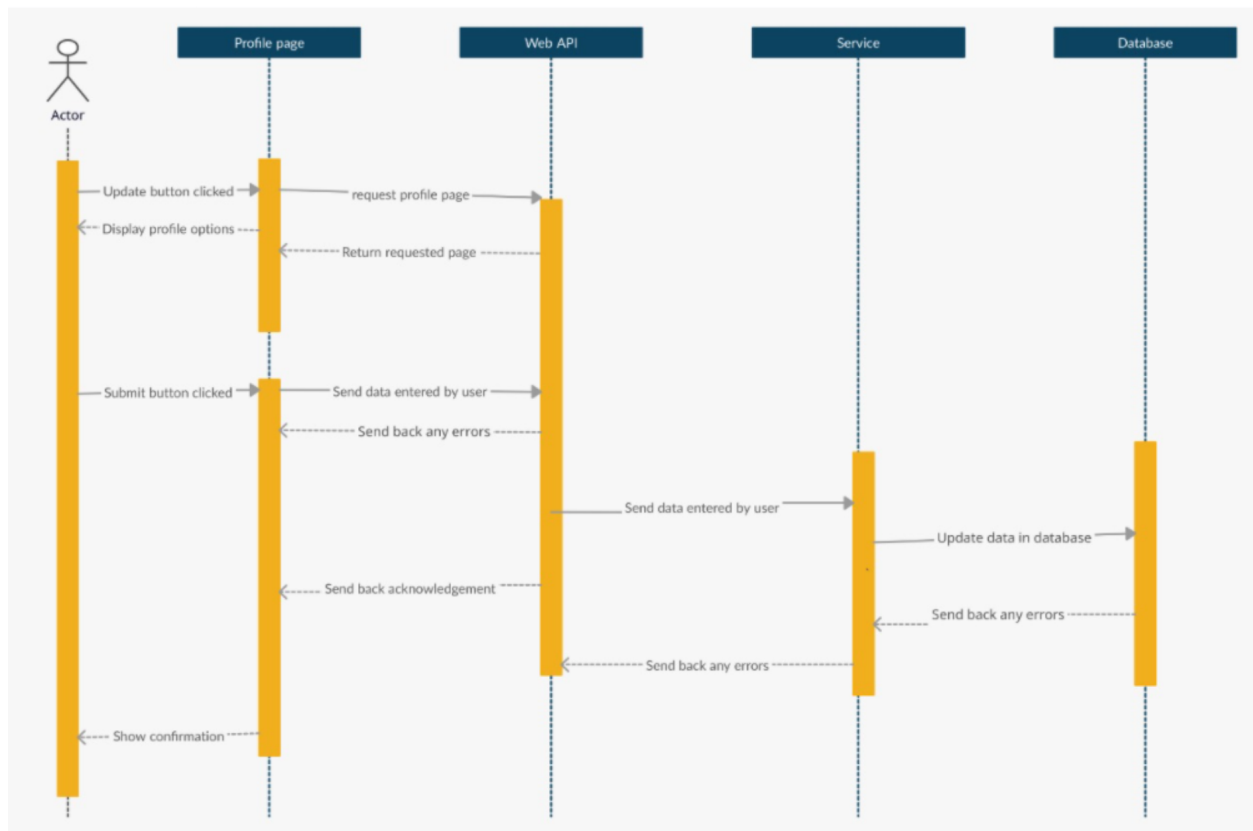 Profile page
Web API
Service
Database
Actor
Update button clicked
request profile page
Display profile options
Return requested page
Submit button clicked
Send data entered by user
Send back any errors
Send data entered by user
Update data in database
Send back acknowledgement
Send back any errors
Send back any errors
Show confirmation